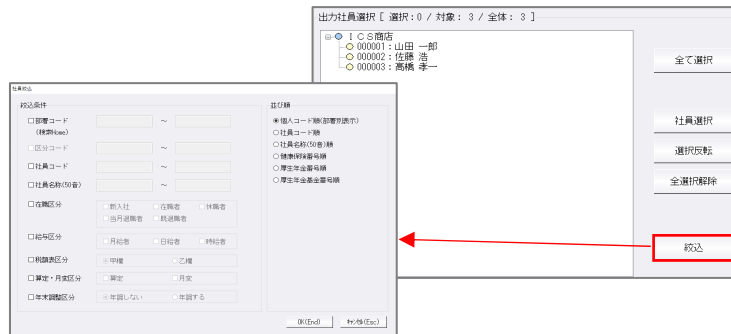 出力社員選択 [ 選択:0 / 対象: 3 / 全体: 3 ]
ICS商店
000001:山田 一郎
000002:佐藤 浩
000003:高橋 孝一
全て選択
社員選択
選択反転
全選択解除
絞込
社員絞込
絞込条件
部署コード ~
(検索Home)
区分コード ~
社員コード ~
社員名称(50音) ~
在職区分 新入社 在職者 休職者
当月退職者 既退職者
給与区分 月給者 日給者 時給者
税額表区分 甲欄 乙欄
算定・月変区分 算定 月変
年末調整区分 年調しない 年調する
並び順
個人コード順(部署別表示)
社員コード順
社員名称(50音)順
健康保険番号順
厚生年金番号順
厚生年金基金番号順
OK(End) キャンセル(Esc)